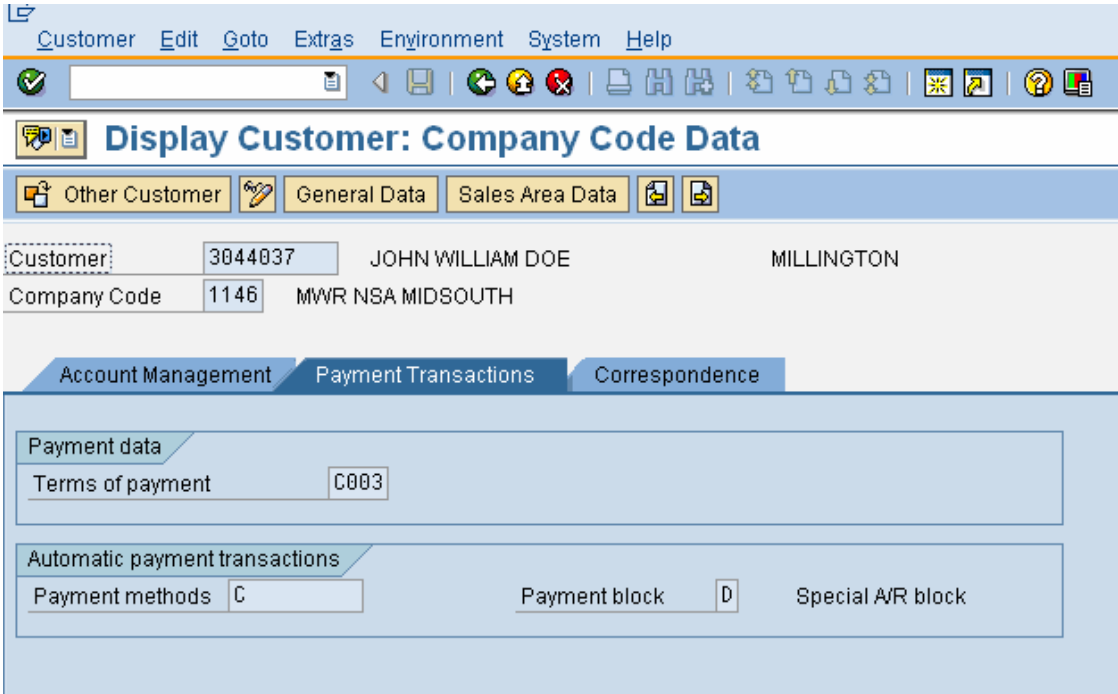 Customer Edit Goto Extras Environment System Help
Display Customer: Company Code Data
Other Customer General Data Sales Area Data
Customer 3044037 JOHN WILLIAM DOE MILLINGTON
Company Code 1146 MWR NSA MIDSOUTH
Account Management Payment Transactions Correspondence
Payment data
Terms of payment C003
Automatic payment transactions
Payment methods C Payment block D Special A/R block